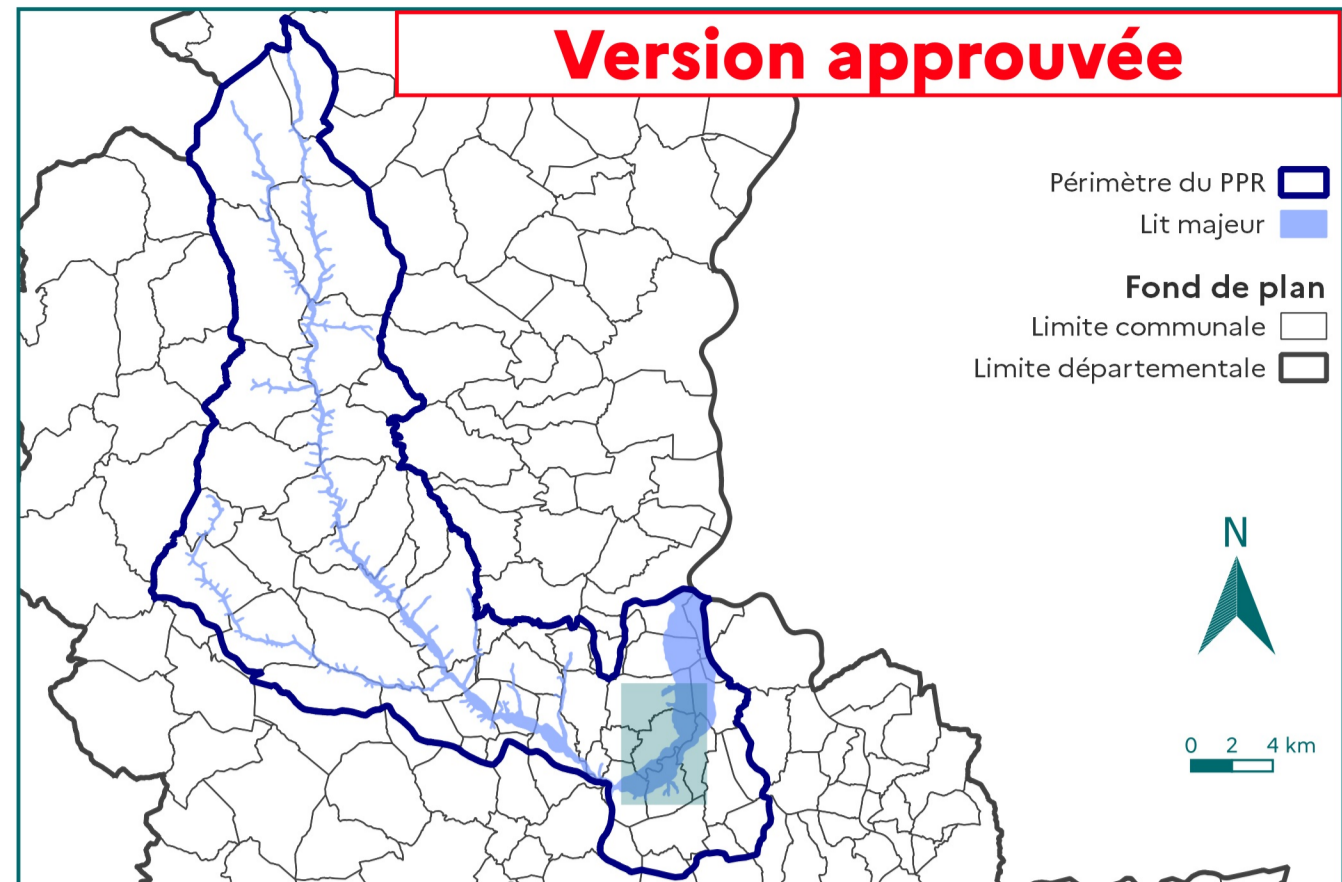 Version approuvée
Périmètre du PPR
Lit majeur
Fond de plan
Limite communale
Limite départementale
N
0 2 4 km